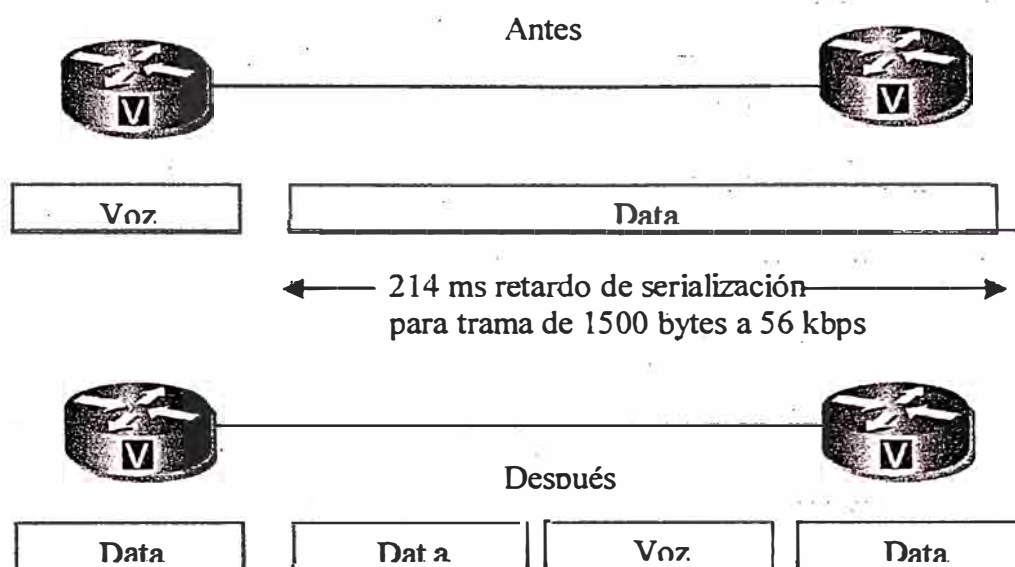 Antes
V V
Voz Data
214 ms retardo de serialización
para trama de 1500 bytes a 56 kbps
V V
Después
Data Dat a Voz Data